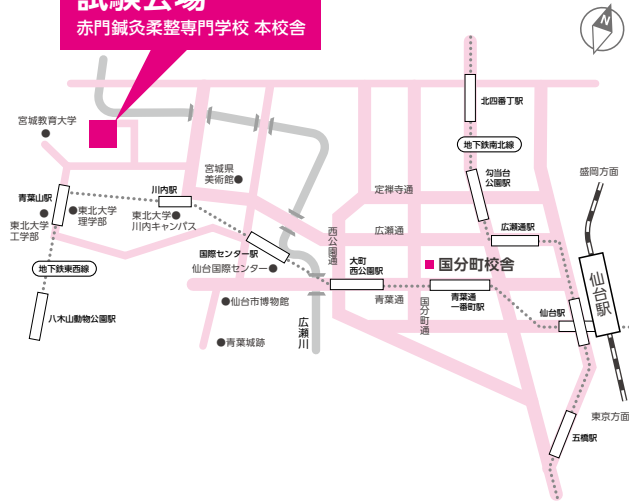 試験会場
赤門鍼灸柔整専門学校 本校舎
N
宮城教育大学
北四番丁駅
地下鉄南北線
宮城県
美術館
勾当台
公園駅
盛岡方面
青葉山駅
川内駅
定禅寺通
東北大学
理学部
東北大学
川内キャンパス
東北大学
工学部
西公園通
広瀬通
広瀬通駅
国際センター駅
仙台国際センター
大町
西公園駅
国分町校舎
地下鉄東西線
仙台駅
青葉通
国分町通
青葉通
一番町駅
仙台市博物館
広瀬川
仙台駅
八木山動物公園駅
青葉城跡
東京方面
五橋駅